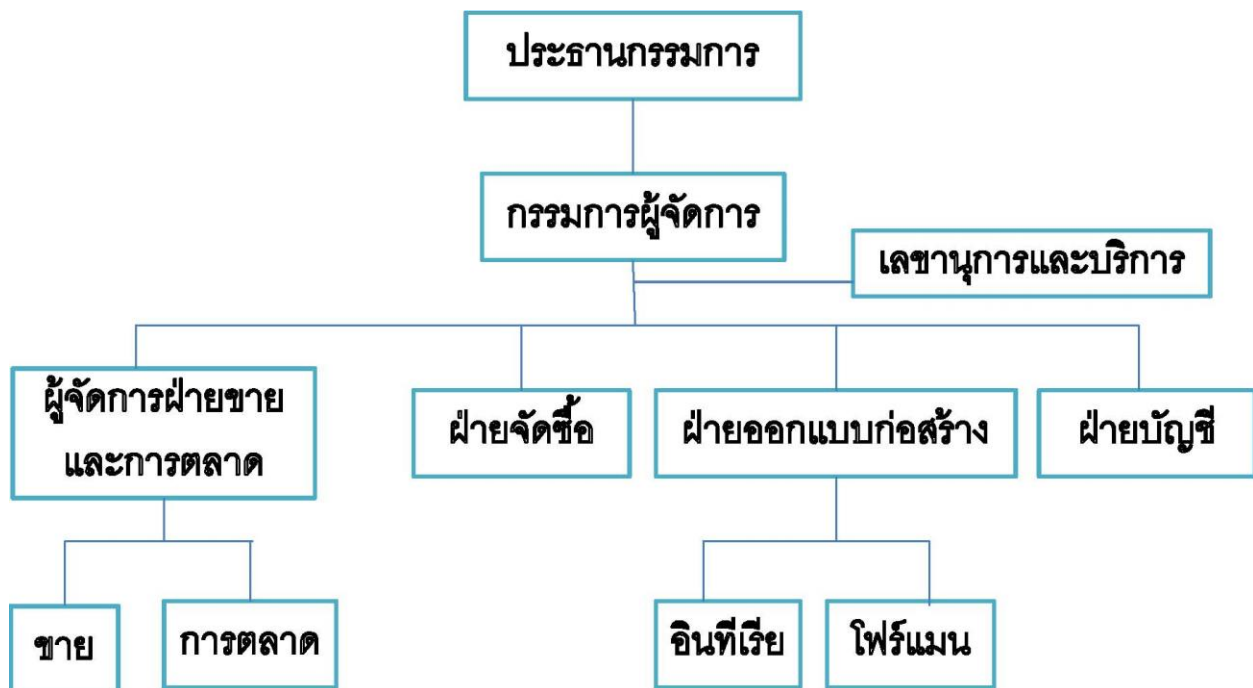 ประธานกรรมการ
กรรมการผู้จัดการ
เลขานุการและบริการ
ผู้จัดการฝ่ายขาย
และการตลาด
ฝ่ายจัดซื้อ
ฝ่ายออกแบบก่อสร้าง
ฝ่ายบัญชี
ขาย
การตลาด
อินทีเรีย
โฟร์แมน